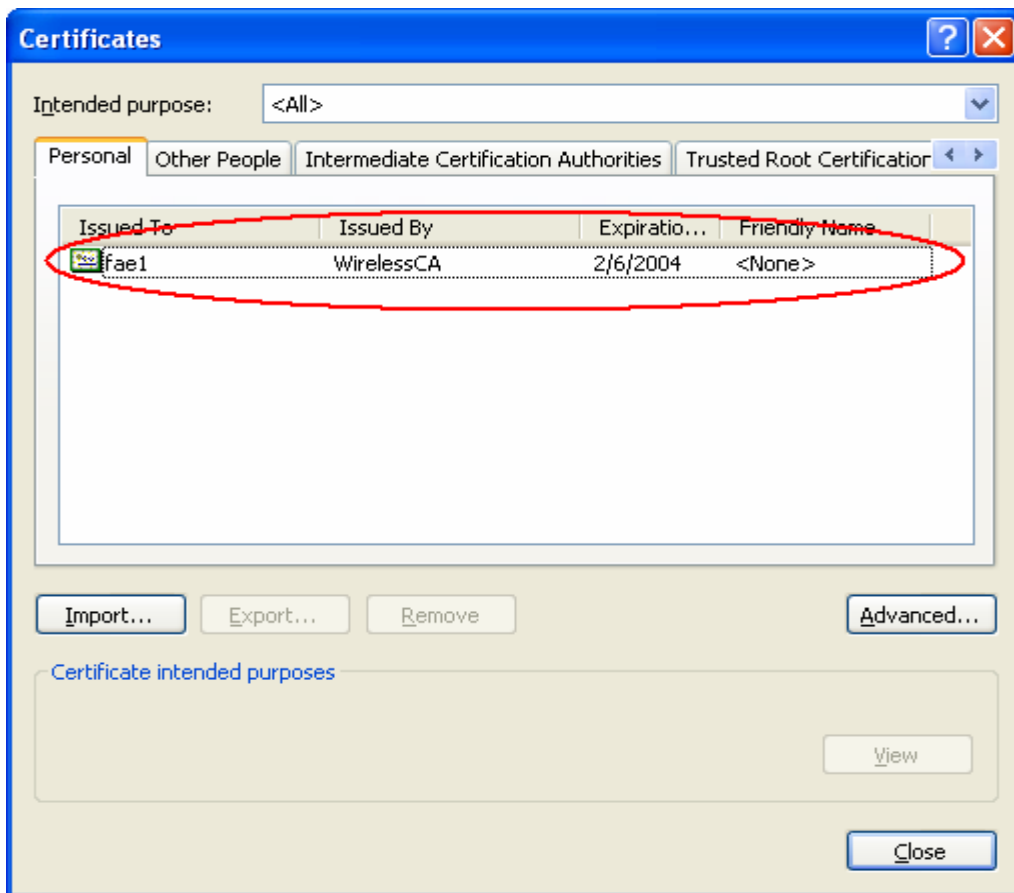 Certificates
Intended purpose: <All>
Personal Other People Intermediate Certification Authorities Trusted Root Certification
Issued To Issued By Expiratio... Friendly Name
fae1 WirelessCA 2/6/2004 <None>
Import... Export... Remove Advanced...
Certificate intended purposes
View
Close